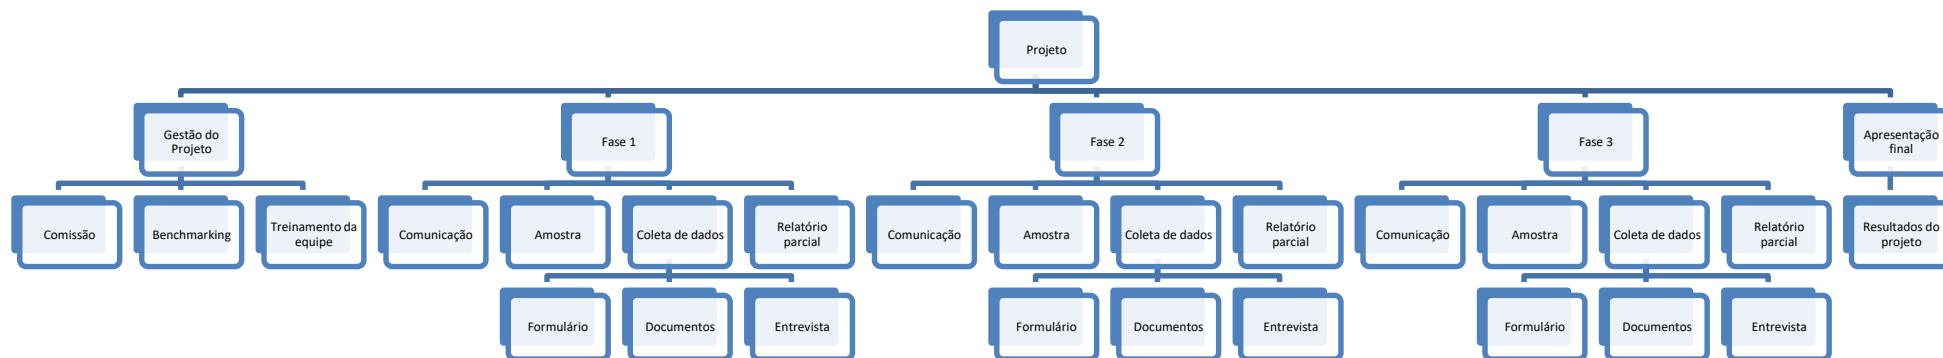 Projeto
Gestão do
Projeto
Fase 1
Fase 2
Fase 3
Apresentação
final
Comissão
Benchmarking
Treinamento da
equipe
Comunicação
Amostra
Coleta de dados
Relatório
parcial
Comunicação
Amostra
Coleta de dados
Relatório
parcial
Comunicação
Amostra
Coleta de dados
Relatório
parcial
Resultados do
projeto
Formulário
Documentos
Entrevista
Formulário
Documentos
Entrevista
Formulário
Documentos
Entrevista